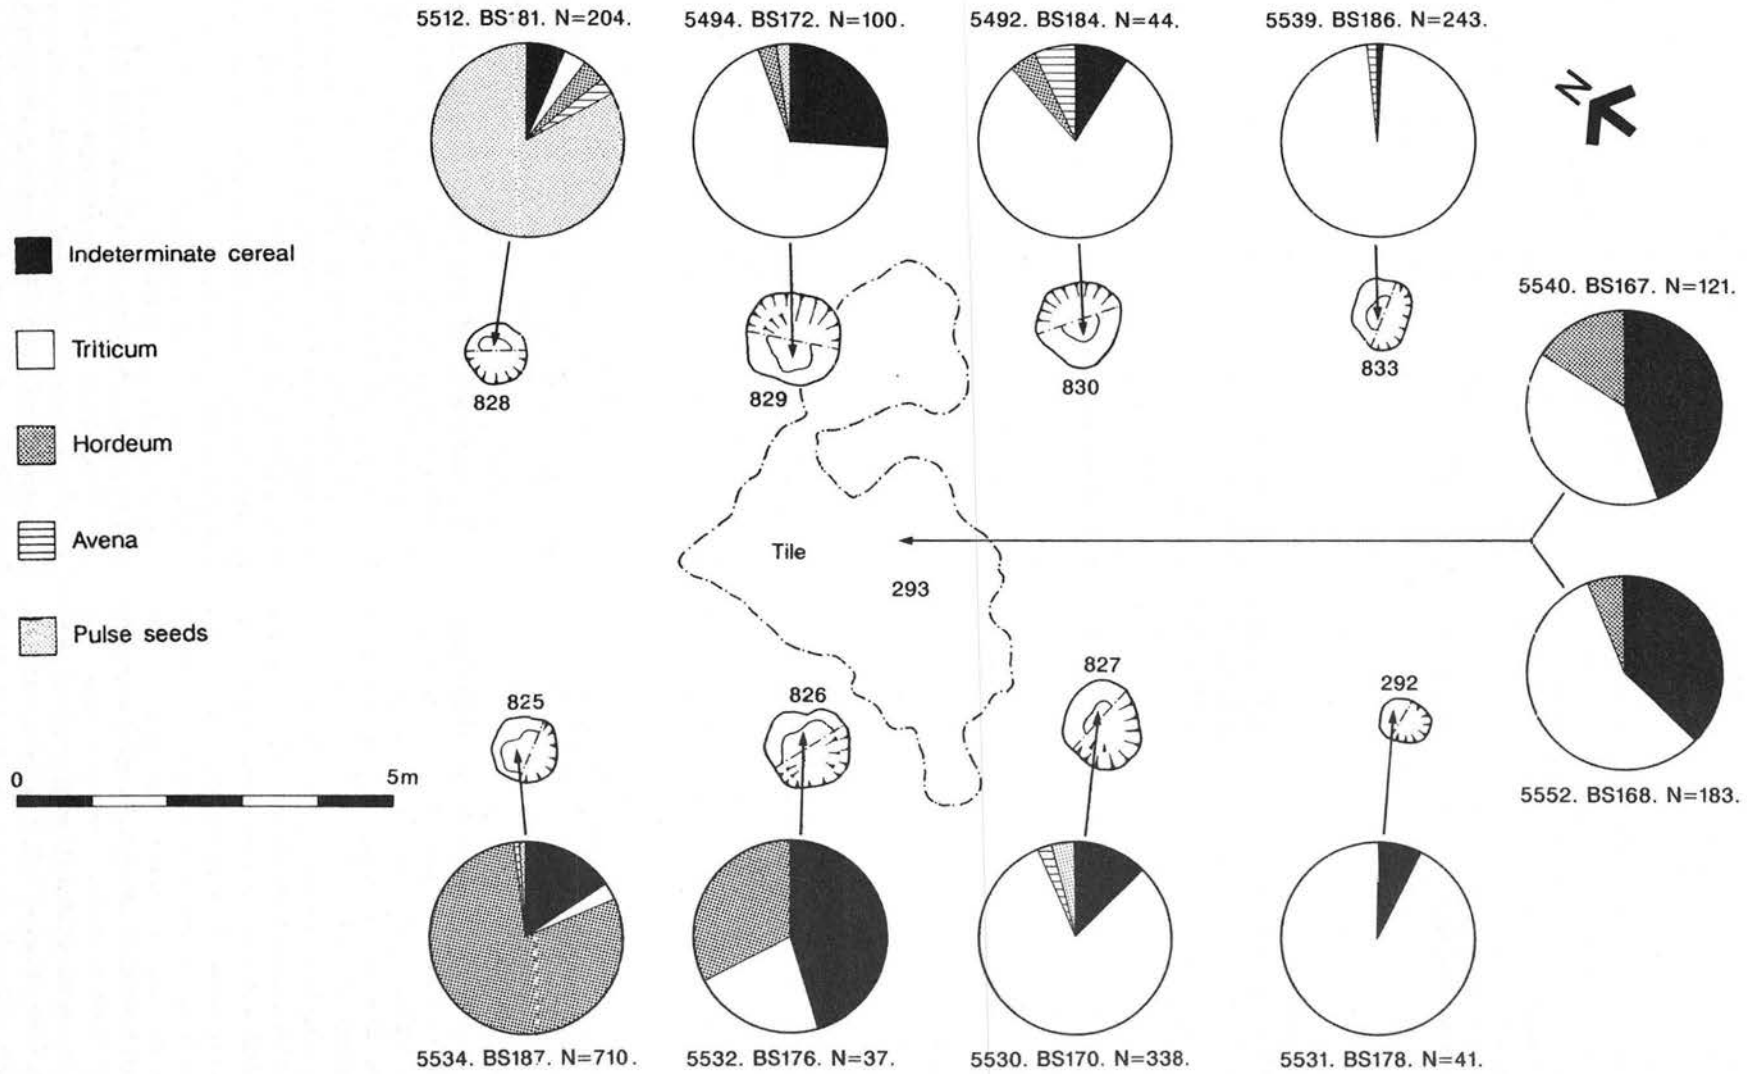 5512. BS181. N=204.
5494. BS172. N=100.
5492. BS184. N=44.
5539. BS186. N=243.
N
Indeterminate cereal
Triticum
Hordeum
Avena
Pulse seeds
5540. BS167. N=121.
828
829
830
833
Tile
293
825
826
827
292
0
5m
5552. BS168. N=183.
5534. BS187. N=710.
5532. BS176. N=37.
5530. BS170. N=338.
5531. BS178. N=41.